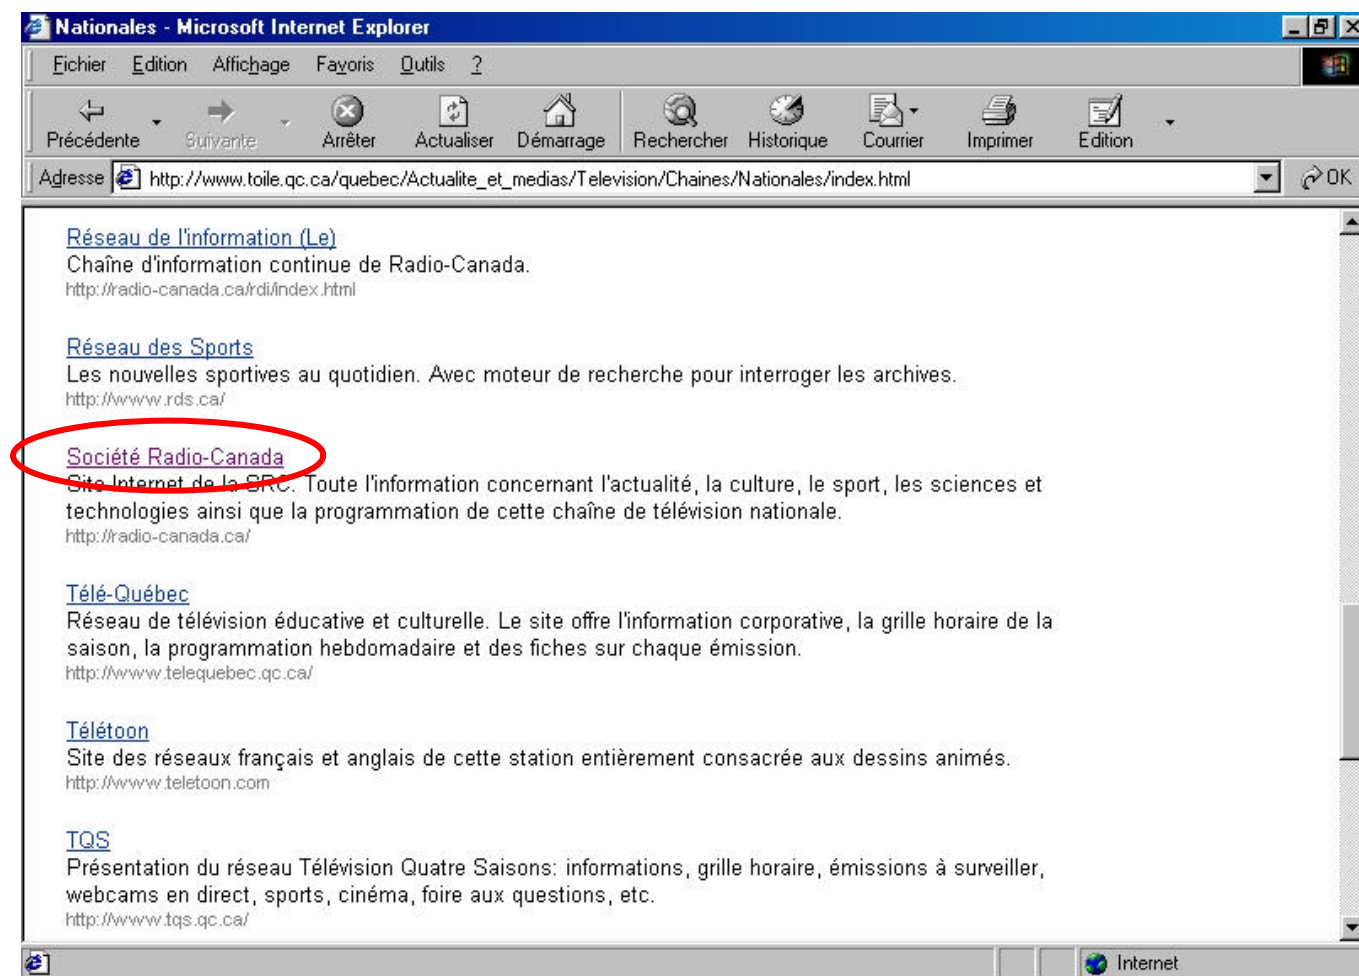 Nationales - Microsoft Internet Explorer
Fichier Edition Affichage Favoris Outils ?
Précédente Suivante Arrêter Actualiser Démarrage Rechercher Historique Courrier Imprimer Edition
Adresse http://www.toile.qc.ca/quebec/Actualite_et_medias/Television/Chaines/Nationales/index.html OK
Réseau de l'information (Le)
Chaîne d'information continue de Radio-Canada.
http://radio-canada.ca/rdi/index.html
Réseau des Sports
Les nouvelles sportives au quotidien. Avec moteur de recherche pour interroger les archives.
http://www.rds.ca/
Société Radio-Canada
Site Internet de la SRC. Toute l'information concernant l'actualité, la culture, le sport, les sciences et
technologies ainsi que la programmation de cette chaîne de télévision nationale.
http://radio-canada.ca/
Télé-Québec
Réseau de télévision éducative et culturelle. Le site offre l'information corporative, la grille horaire de la
saison, la programmation hebdomadaire et des fiches sur chaque émission.
http://www.telequebec.qc.ca/
Télétoon
Site des réseaux français et anglais de cette station entièrement consacrée aux dessins animés.
http://www.teletoon.com
TQS
Présentation du réseau Télévision Quatre Saisons: informations, grille horaire, émissions à surveiller,
webcams en direct, sports, cinéma, foire aux questions, etc.
http://www.tqs.qc.ca/
Internet